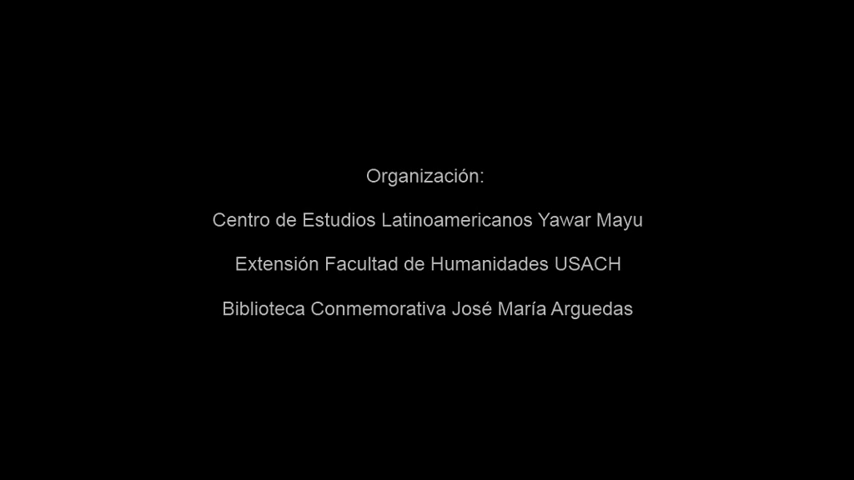 Organización:
Centro de Estudios Latinoamericanos Yawar Mayu
Extensión Facultad de Humanidades USACH
Biblioteca Conmemorativa José María Arguedas